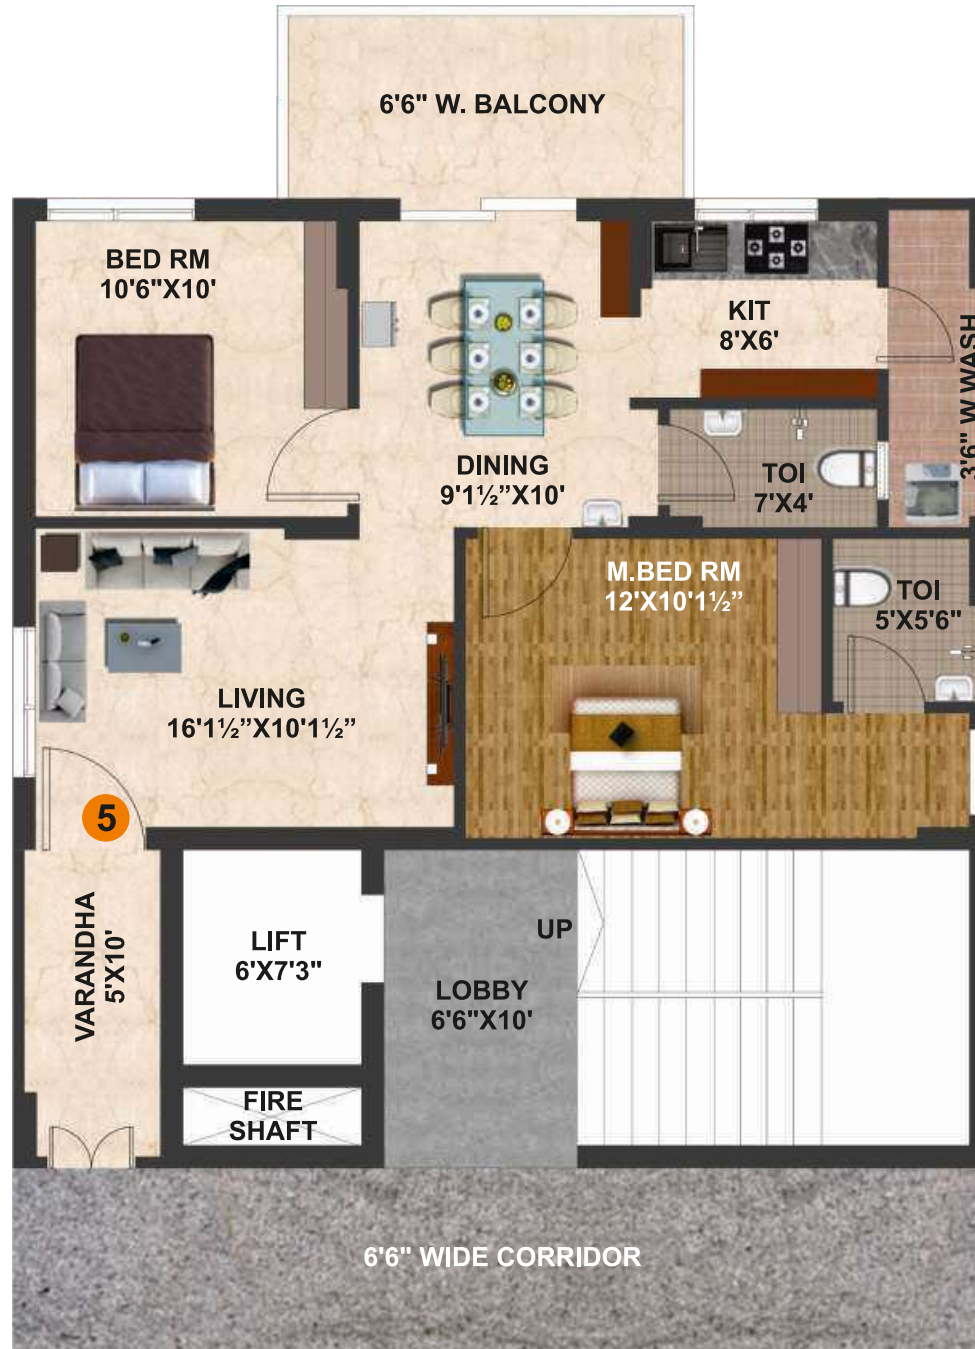 6'6" W. BALCONY
BED RM
10'6"X10'
KIT
8'X6'
3'6" W WASH
DINING
9'1½”X10'
TOI
7'X4'
M.BED RM
12'X10'1½”
TOI
5'X5'6"
LIVING
16'1½”X10'1½”
5
VARANDHA
5'X10'
LIFT
6'X7'3"
UP
LOBBY
6'6"X10'
FIRE
SHAFT
6'6" WIDE CORRIDOR